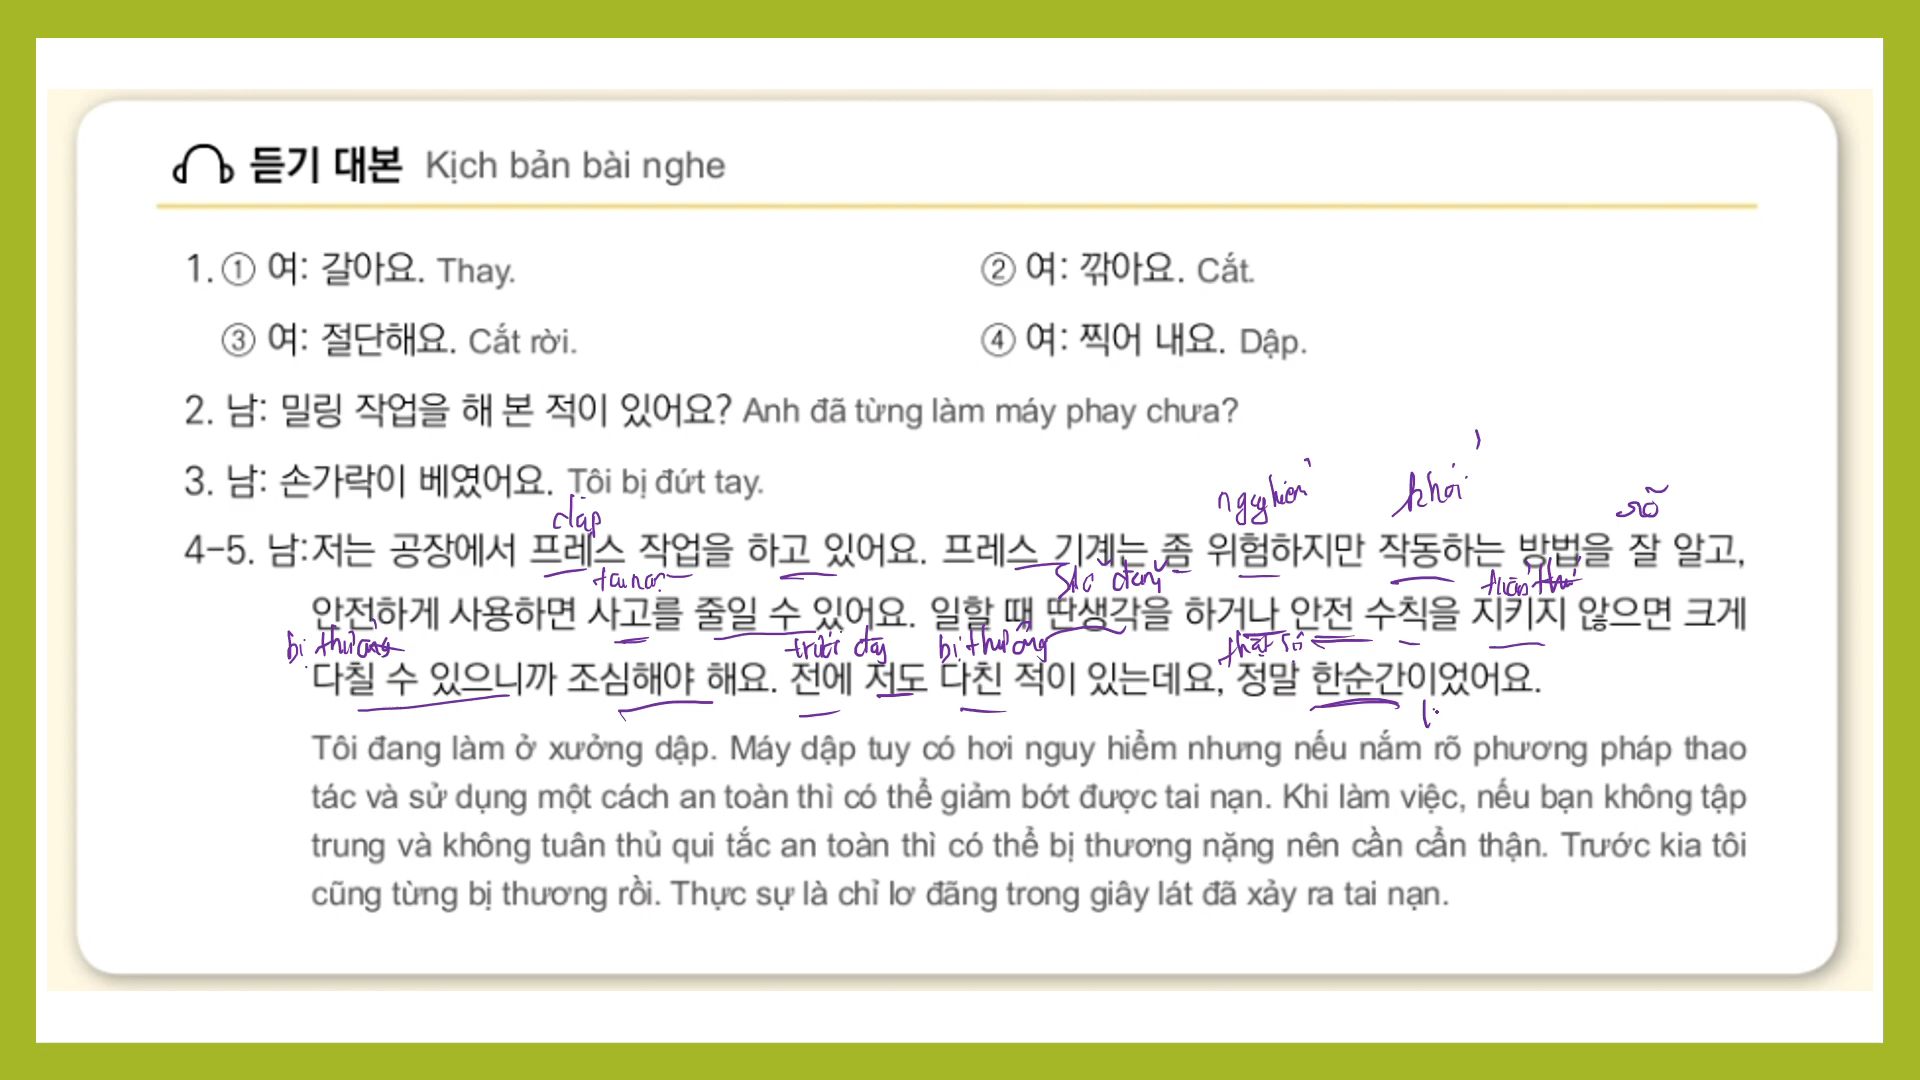 듣기 대본 Kịch bản bài nghe
1. ① 여: 갈아요. Thay. ② 여: 깎아요. Cắt.
③ 여: 절단해요. Cắt rời. ④ 여: 찍어 내요. Dập.
2. 남: 밀링 작업을 해 본 적이 있어요? Anh đã từng làm máy phay chưa?
3. 남: 손가락이 베였어요. Tôi bị đứt tay.
dập khởi rõ
4-5. 남:저는 공장에서 프레스 작업을 하고 있어요. 프레스 기계는 좀 위험하지만 작동하는 방법을 잘 알고,
안전하게 사용하면 사고를 줄일 수 있어요. 일할 때 딴생각을 하거나 안전 수칙을 지키지 않으면 크게
bị thương trước đây bị thương
다칠 수 있으니까 조심해야 해요. 전에 저도 다친 적이 있는데요, 정말 한순간이었어요.
Tôi đang làm ở xưởng dập. Máy dập tuy có hơi nguy hiểm nhưng nếu nắm rõ phương pháp thao
tác và sử dụng một cách an toàn thì có thể giảm bớt được tai nạn. Khi làm việc, nếu bạn không tập
trung và không tuân thủ qui tắc an toàn thì có thể bị thương nặng nên cần cẩn thận. Trước kia tôi
cũng từng bị thương rồi. Thực sự là chỉ lơ đãng trong giây lát đã xảy ra tai nạn.